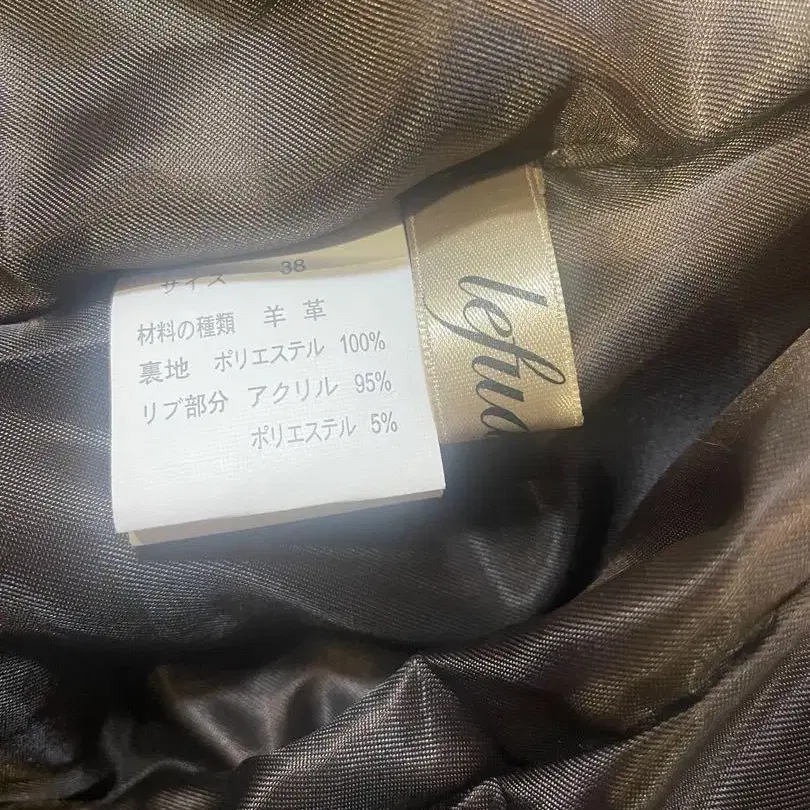 サイズ 38
材料の種類 羊革
裏地 ポリエステル 100%
リブ部分 アクリル 95%
ポリエステル 5%